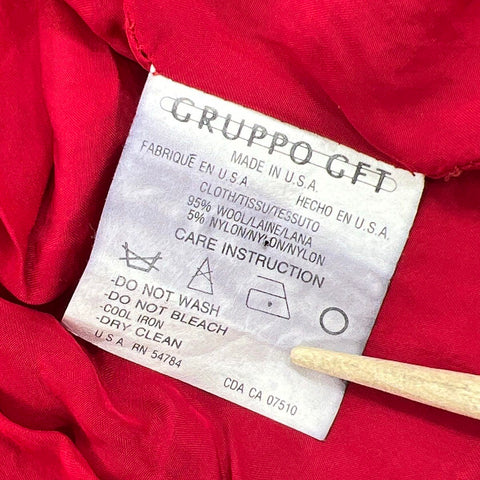 GRUPPO GFT
MADE IN U.S.A.
FABRIQUE EN U.S.A   HECHO EN U.S.A.
CLOTH/TISSU/TESSUTO
95% WOOL/LAINE/LANA
5% NYLON/NYLON/NYLON
CARE INSTRUCTION
-DO NOT WASH
-DO NOT BLEACH
-COOL IRON
-DRY CLEAN
U.S.A. RN 54784
CDA CA 07510